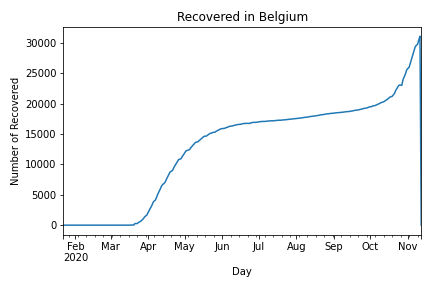 Recovered in Belgium
Number of Recovered
30000
25000
20000
15000
10000
5000
0
Feb Mar Apr May Jun Jul Aug Sep Oct Nov
2020
Day